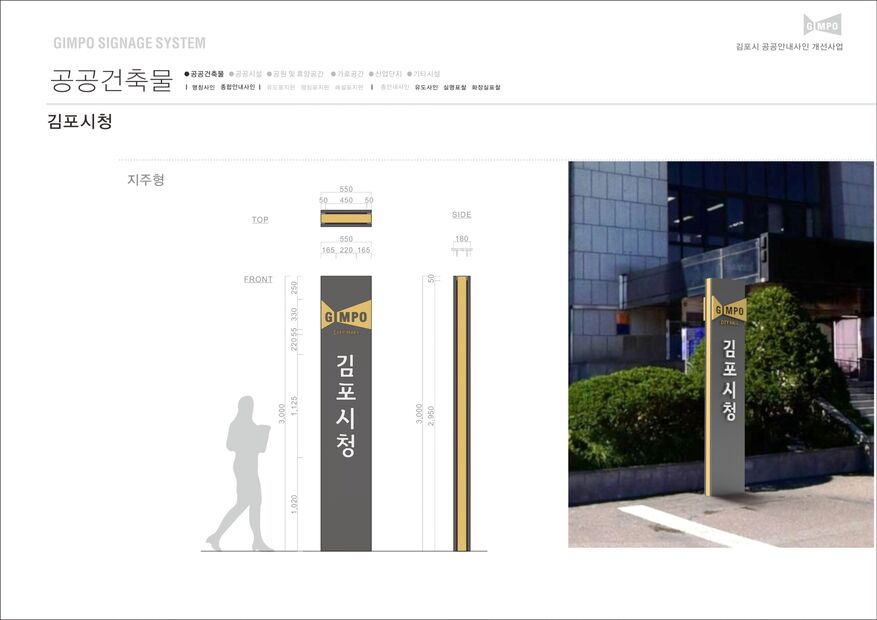 GIMPO
GIMPO SIGNAGE SYSTEM
김포시 공공안내사인 개선사업
공공건축물
●공공건축물 ●공공시설 ●공원 및 휴양공간 ●가로공간 ●산업단지 ●기타시설
| 명칭사인 종합안내사인 | 유도표지판 행정표지판 해설표지판 | 층안내사인 유도사인 실명표찰 화장실표찰
김포시청
지주형
TOP
550
50 450 50
SIDE
550
165 220 165
180
FRONT
250
330
55
220
1,125
1,020
3,000
GIMPO
CITY HALL
김포시청
50
3,000
2,950
GIMPO
CITY HALL
김포시청